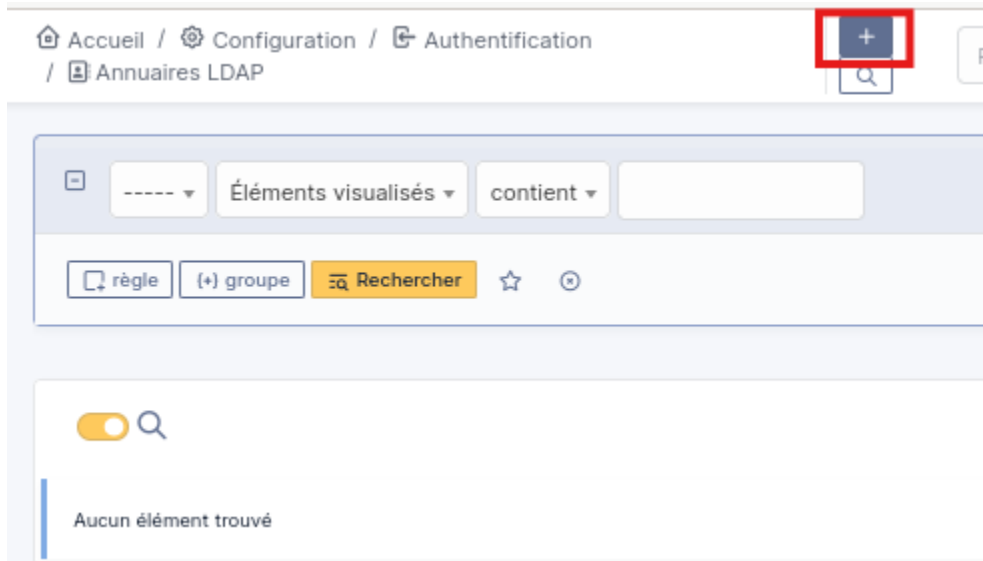 Accueil / Configuration / Authentification
/ Annuaires LDAP
+
----- Éléments visualisés contient
règle (+) groupe Rechercher
Aucun élément trouvé